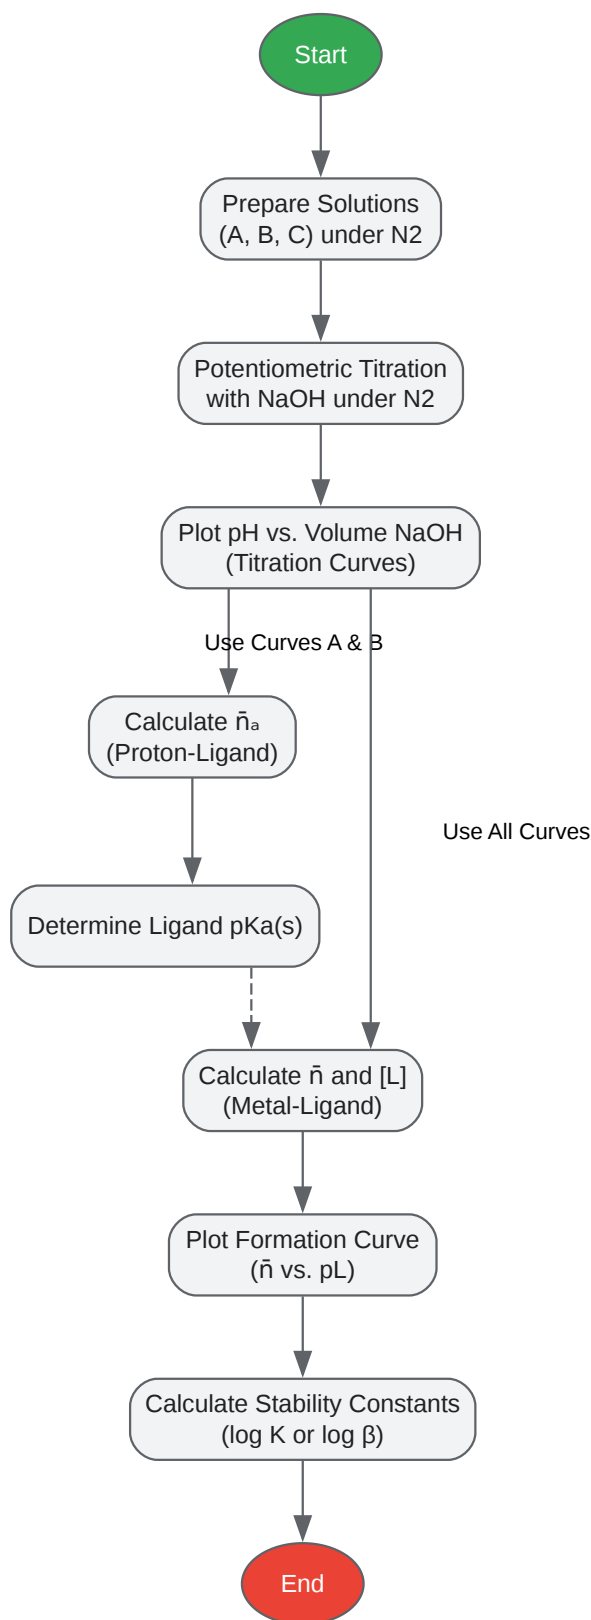 Start
Prepare Solutions
(A, B, C) under N2
Potentiometric Titration
with NaOH under N2
Plot pH vs. Volume NaOH
(Titration Curves)
Use Curves A & B
Calculate n̄ₐ
(Proton-Ligand)
Use All Curves
Determine Ligand pKa(s)
Calculate n̄ and [L]
(Metal-Ligand)
Plot Formation Curve
(n̄ vs. pL)
Calculate Stability Constants
(log K or log β)
End